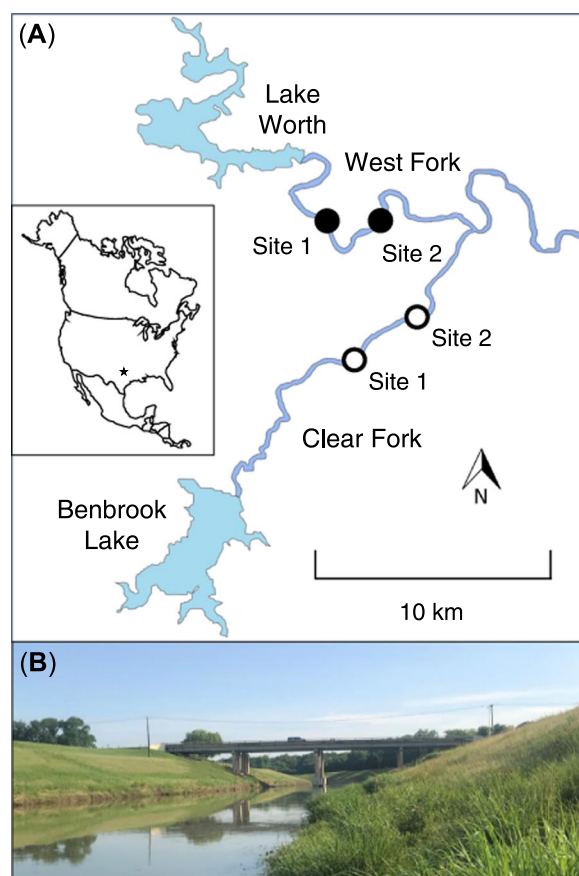 (A)
Lake
Worth
West Fork
Site 1
Site 2
Site 2
Site 1
Clear Fork
N
Benbrook
Lake
10 km
(B)